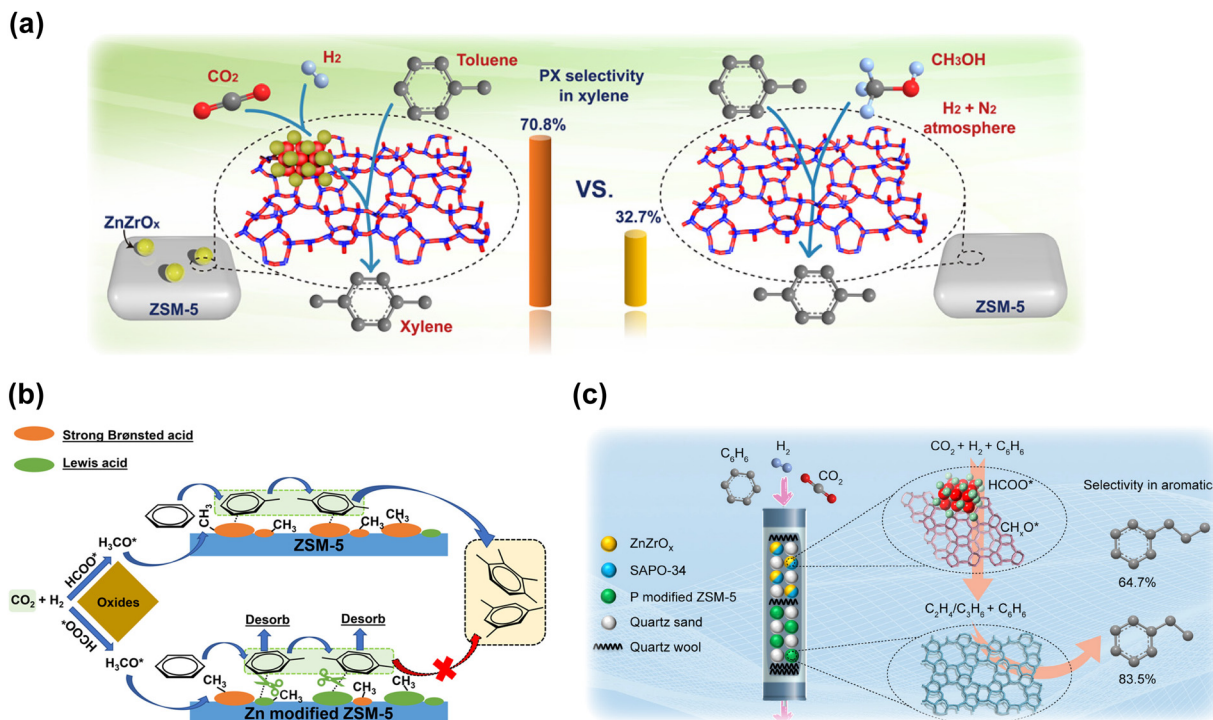 (a)
H2
CO2
Toluene
PX selectivity
in xylene
70.8%
VS.
32.7%
CH3OH
H2 + N2
atmosphere
ZnZrOx
ZSM-5
Xylene
ZSM-5
(b)
Strong Brønsted acid
Lewis acid
CH3
CH3
CH3
ZSM-5
H3CO*
HCOO*
CO2 + H2
Oxides
HCOO*
H3CO*
Desorb
Desorb
CH3
CH3
CH3
Zn modified ZSM-5
(c)
C6H6
H2
CO2
ZnZrOx
SAPO-34
P modified ZSM-5
Quartz sand
Quartz wool
CO2 + H2 + C6H6
HCOO*
CHxO*
C2H4/C3H6 + C6H6
Selectivity in aromatic
64.7%
83.5%